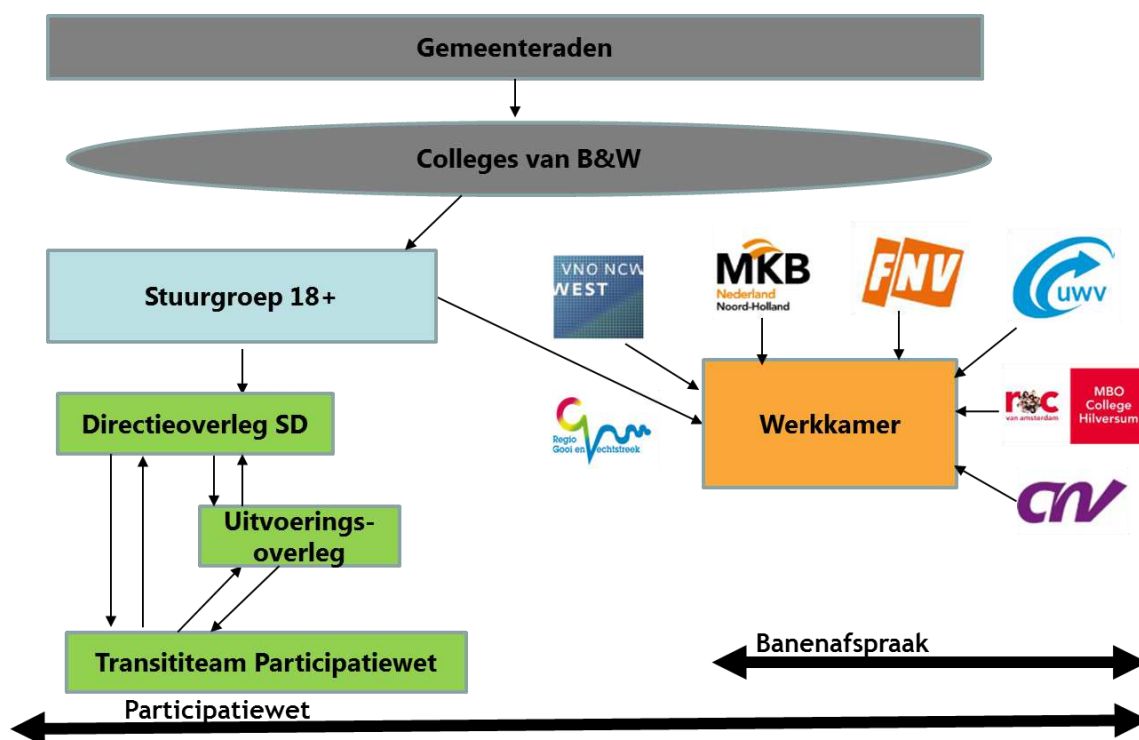 Gemeenteraden
Colleges van B&W
Stuurgroep 18+
VNO NCW
WEST
MKB
Nederland
Noord-Holland
FNV
UWV
Directieoverleg SD
Regio
Gooi en Vechtstreek
Werkkamer
roc
van amsterdam
MBO
College
Hilversum
Uitvoerings-
overleg
cnv
Transititeam Participatiewet
Banenafspraak
Participatiewet